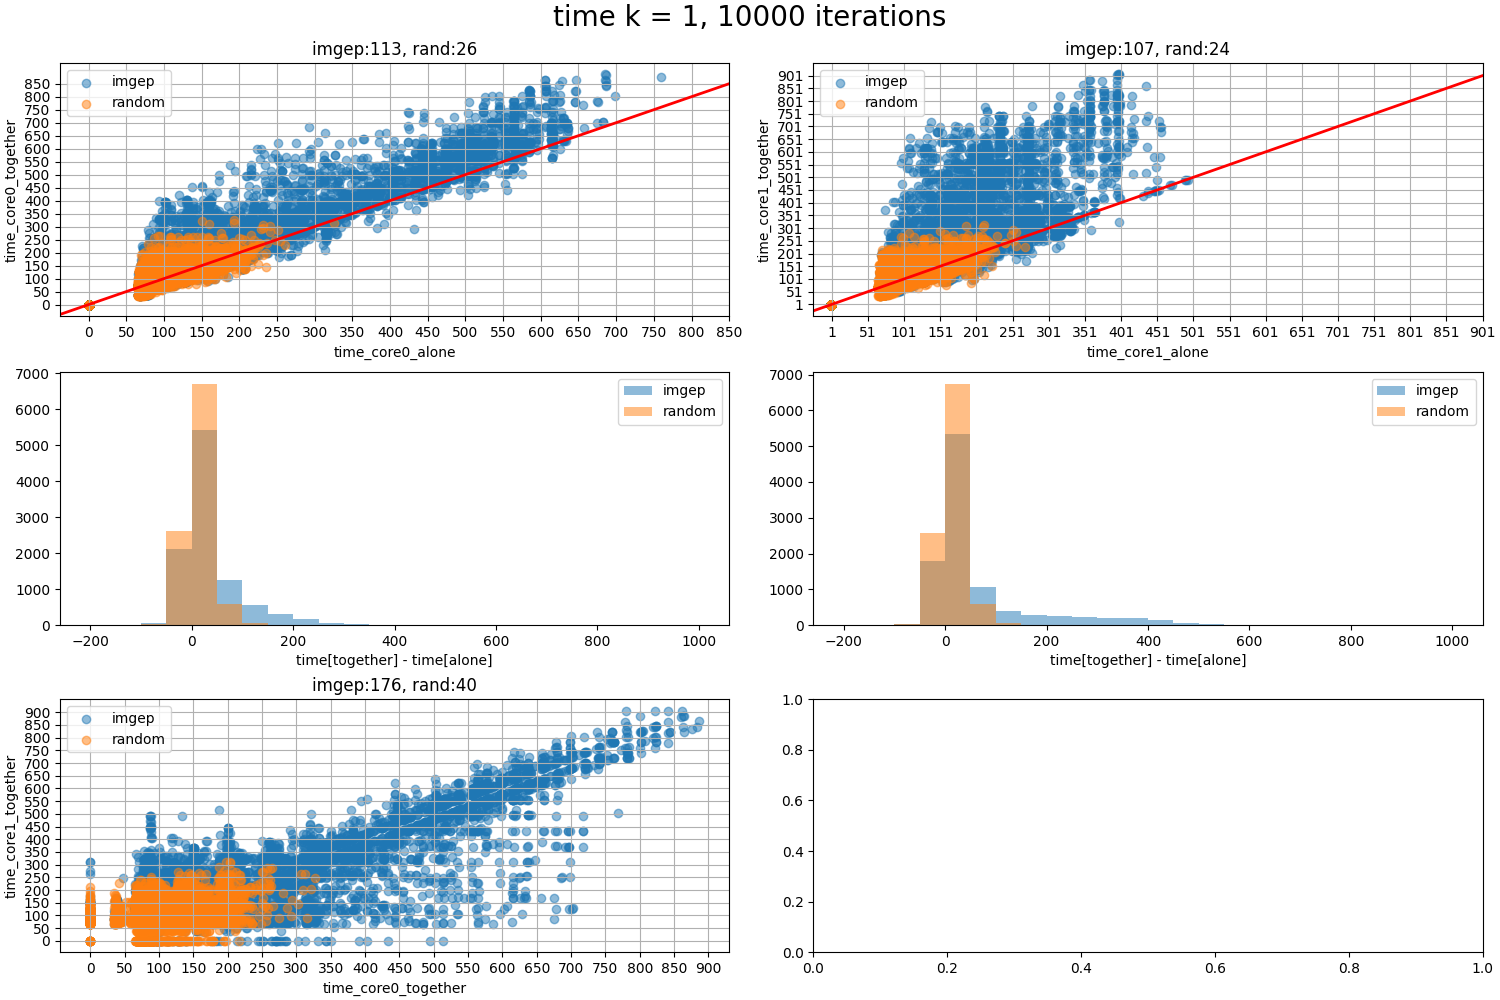 time k = 1, 10000 iterations
imgep:113, rand:26
imgep
random
850
800
750
700
650
600
550
500
450
400
350
300
250
200
150
100
50
0
time_core0_together
0 50 100 150 200 250 300 350 400 450 500 550 600 650 700 750 800 850
time_core0_alone
imgep:107, rand:24
imgep
random
901
851
801
751
701
651
601
551
501
451
401
351
301
251
201
151
101
51
1
time_core1_together
1 51 101 151 201 251 301 351 401 451 501 551 601 651 701 751 801 851 901
time_core1_alone
imgep
random
7000
6000
5000
4000
3000
2000
1000
0
−200 0 200 400 600 800 1000
time[together] - time[alone]
imgep
random
7000
6000
5000
4000
3000
2000
1000
0
−200 0 200 400 600 800 1000
time[together] - time[alone]
imgep:176, rand:40
imgep
random
900
850
800
750
700
650
600
550
500
450
400
350
300
250
200
150
100
50
0
time_core1_together
0 50 100 150 200 250 300 350 400 450 500 550 600 650 700 750 800 850 900
time_core0_together
1.0
0.8
0.6
0.4
0.2
0.0
0.0 0.2 0.4 0.6 0.8 1.0